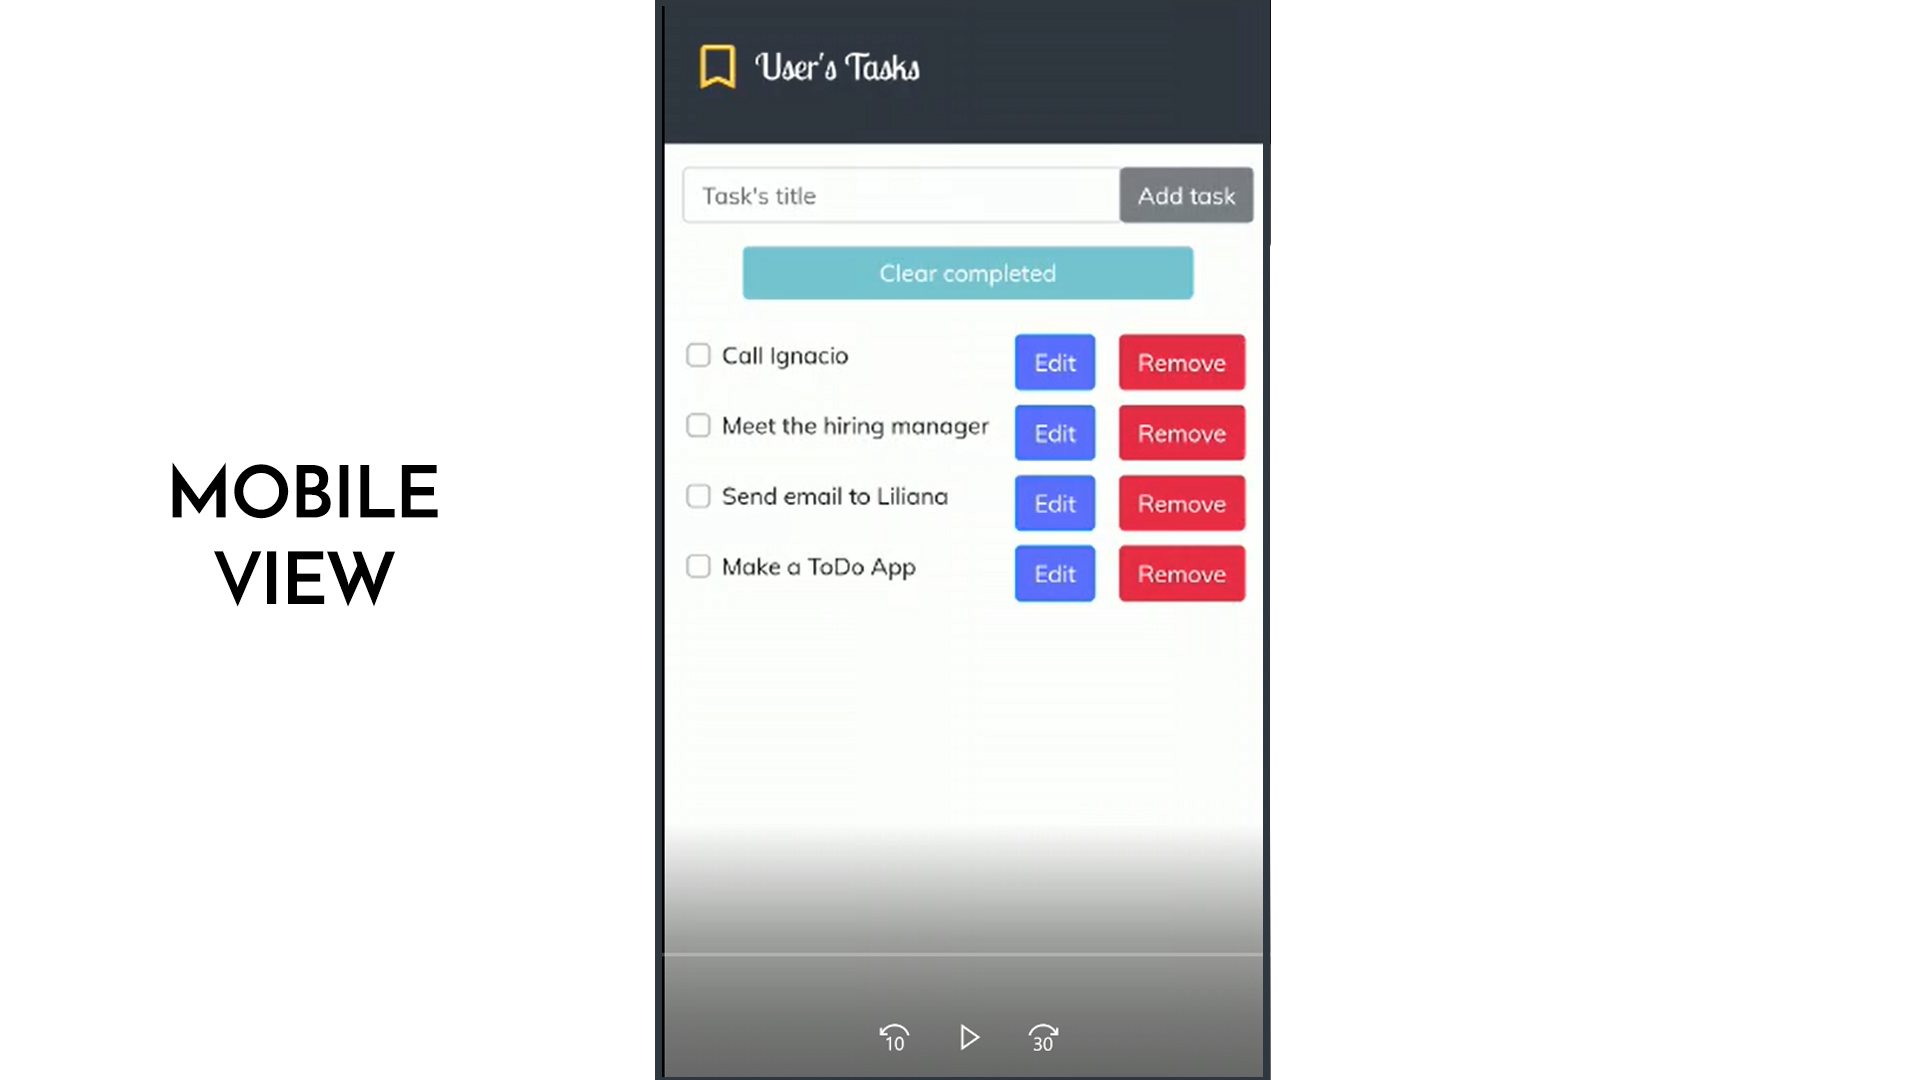 User's Tasks
Task's title
Add task
Clear completed
Call Ignacio
Edit
Remove
Meet the hiring manager
Edit
Remove
Send email to Liliana
Edit
Remove
Make a ToDo App
Edit
Remove
MOBILE
VIEW
10
30